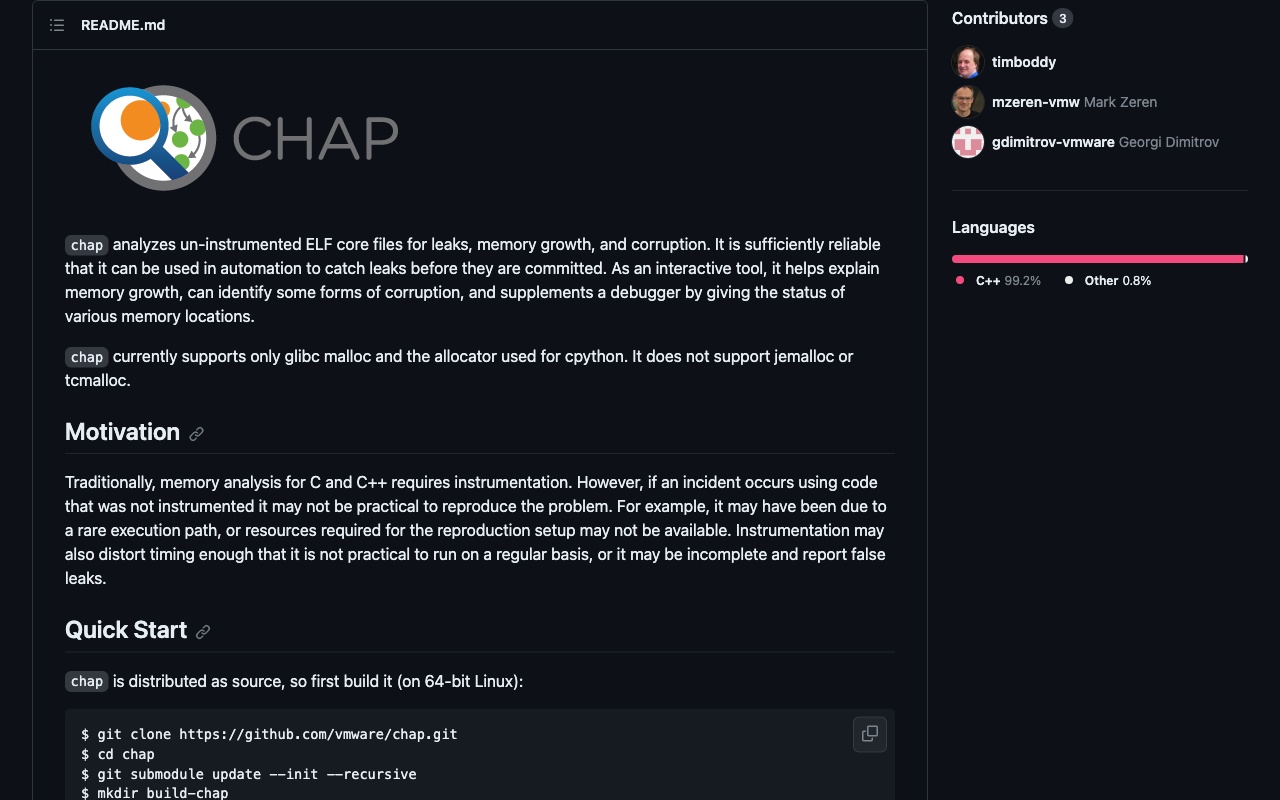 README.md
CHAP
chap analyzes un-instrumented ELF core files for leaks, memory growth, and corruption. It is sufficiently reliable
that it can be used in automation to catch leaks before they are committed. As an interactive tool, it helps explain
memory growth, can identify some forms of corruption, and supplements a debugger by giving the status of
various memory locations.
chap currently supports only glibc malloc and the allocator used for cpython. It does not support jemalloc or
tcmalloc.
Motivation
Traditionally, memory analysis for C and C++ requires instrumentation. However, if an incident occurs using code
that was not instrumented it may not be practical to reproduce the problem. For example, it may have been due to
a rare execution path, or resources required for the reproduction setup may not be available. Instrumentation may
also distort timing enough that it is not practical to run on a regular basis, or it may be incomplete and report false
leaks.
Quick Start
chap is distributed as source, so first build it (on 64-bit Linux):
$ git clone https://github.com/vmware/chap.git
$ cd chap
$ git submodule update --init --recursive
$ mkdir build-chap
Contributors 3
timboddy
mzeren-vmw Mark Zeren
gdimitrov-vmware Georgi Dimitrov
Languages
C++ 99.2% Other 0.8%